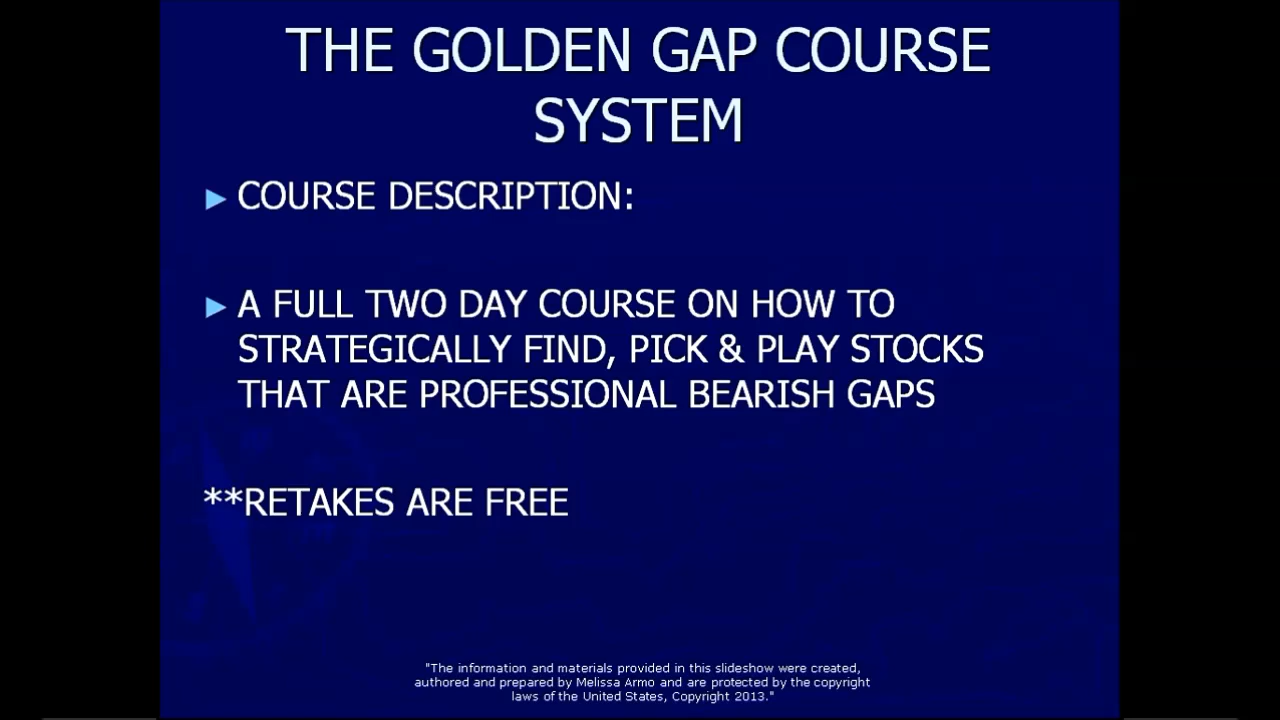 THE GOLDEN GAP COURSE
SYSTEM
► COURSE DESCRIPTION:
► A FULL TWO DAY COURSE ON HOW TO
STRATEGICALLY FIND, PICK & PLAY STOCKS
THAT ARE PROFESSIONAL BEARISH GAPS
**RETAKES ARE FREE
"The information and materials provided in this slideshow were created,
authored and prepared by Melissa Armo and are protected by the copyright
laws of the United States, Copyright 2013."